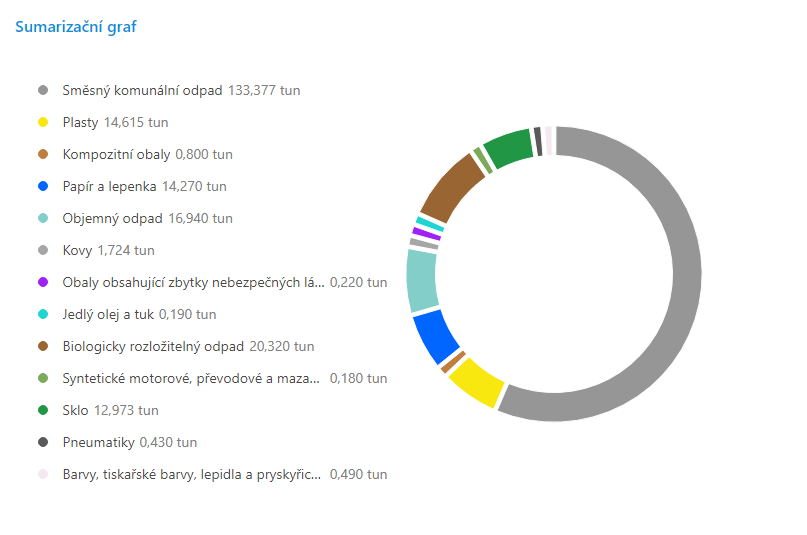 Sumarizační graf
Směsný komunální odpad 133,377 tun
Plasty 14,615 tun
Kompozitní obaly 0,800 tun
Papír a lepenka 14,270 tun
Objemný odpad 16,940 tun
Kovy 1,724 tun
Obaly obsahující zbytky nebezpečných lá... 0,220 tun
Jedlý olej a tuk 0,190 tun
Biologicky rozložitelný odpad 20,320 tun
Syntetické motorové, převodové a maza... 0,180 tun
Sklo 12,973 tun
Pneumatiky 0,430 tun
Barvy, tiskařské barvy, lepidla a pryskyřic... 0,490 tun